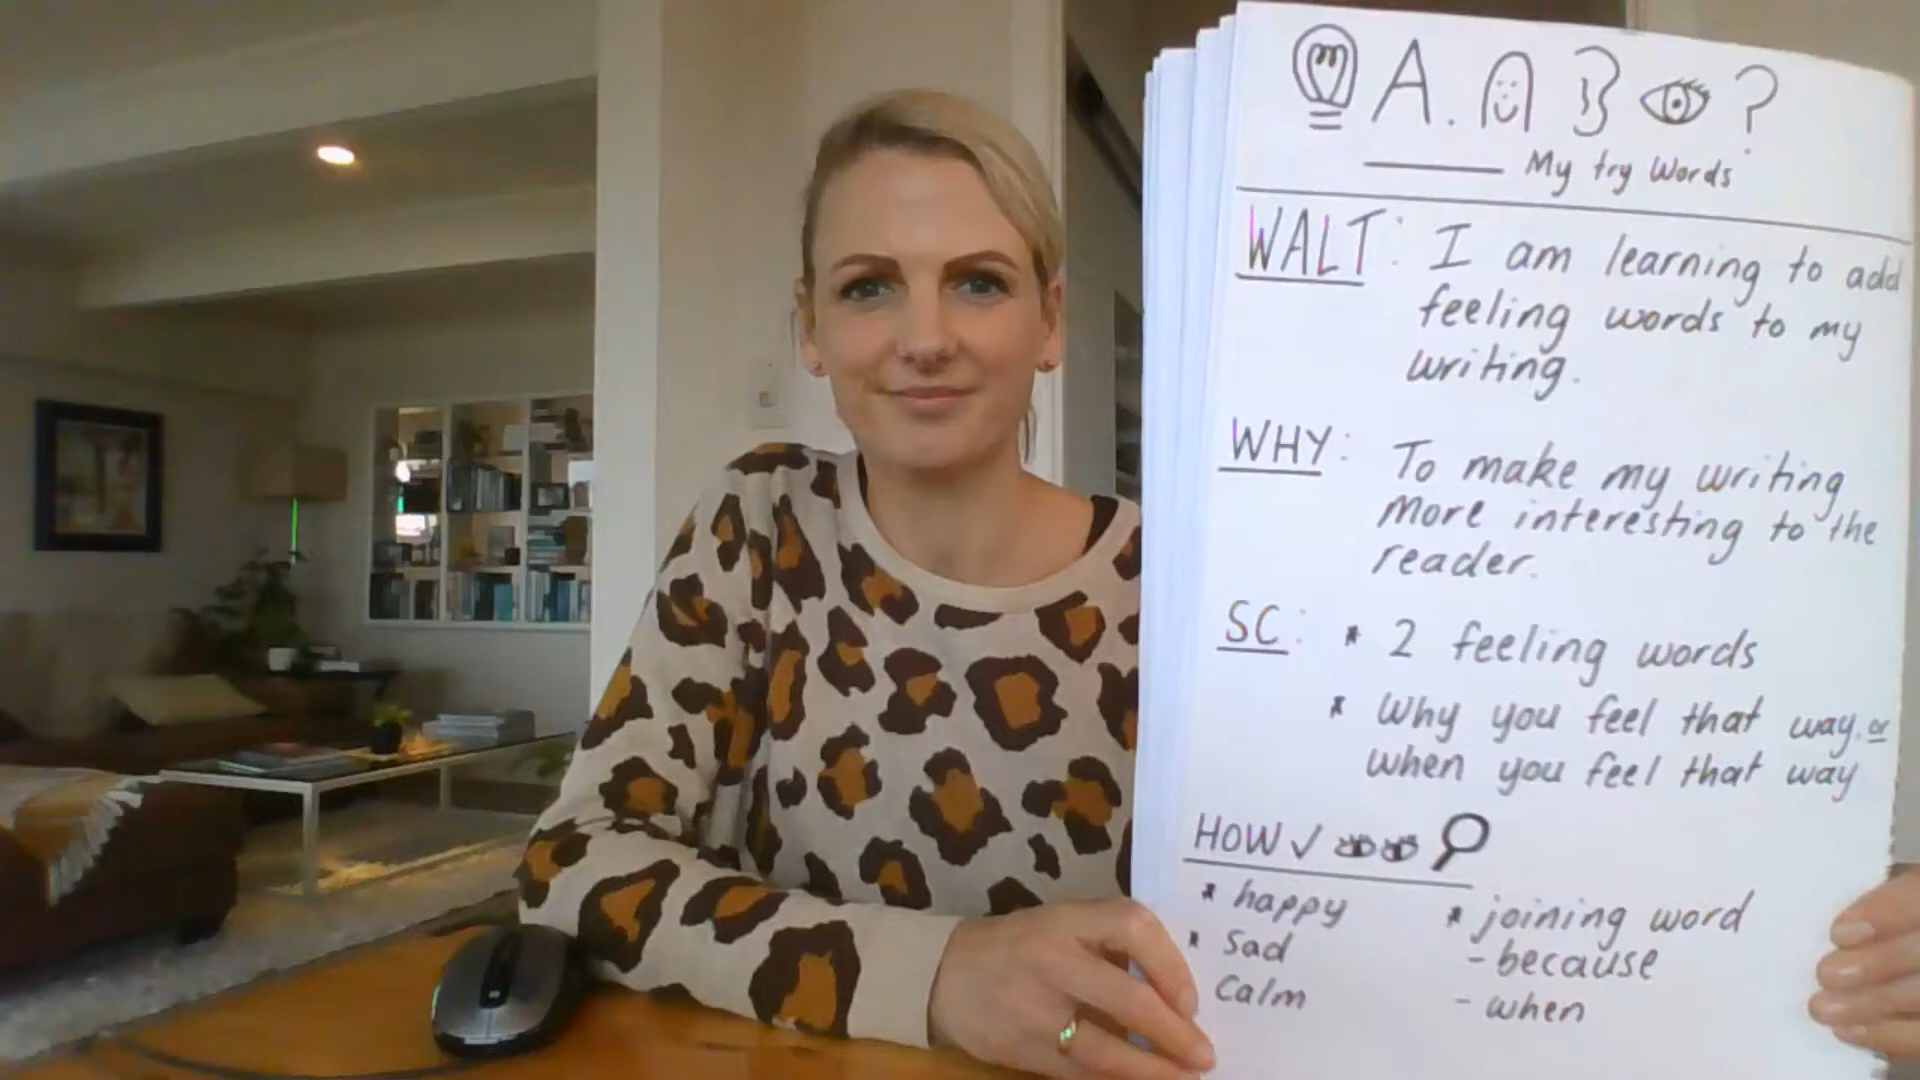 A. ?
My try Words
WALT: I am learning to add
feeling words to my
writing.
WHY: To make my writing
more interesting to the
reader.
SC: * 2 feeling words
* Why you feel that way. or
when you feel that way
HOW ✓
* happy
* sad
Calm
* joining word
- because
- when